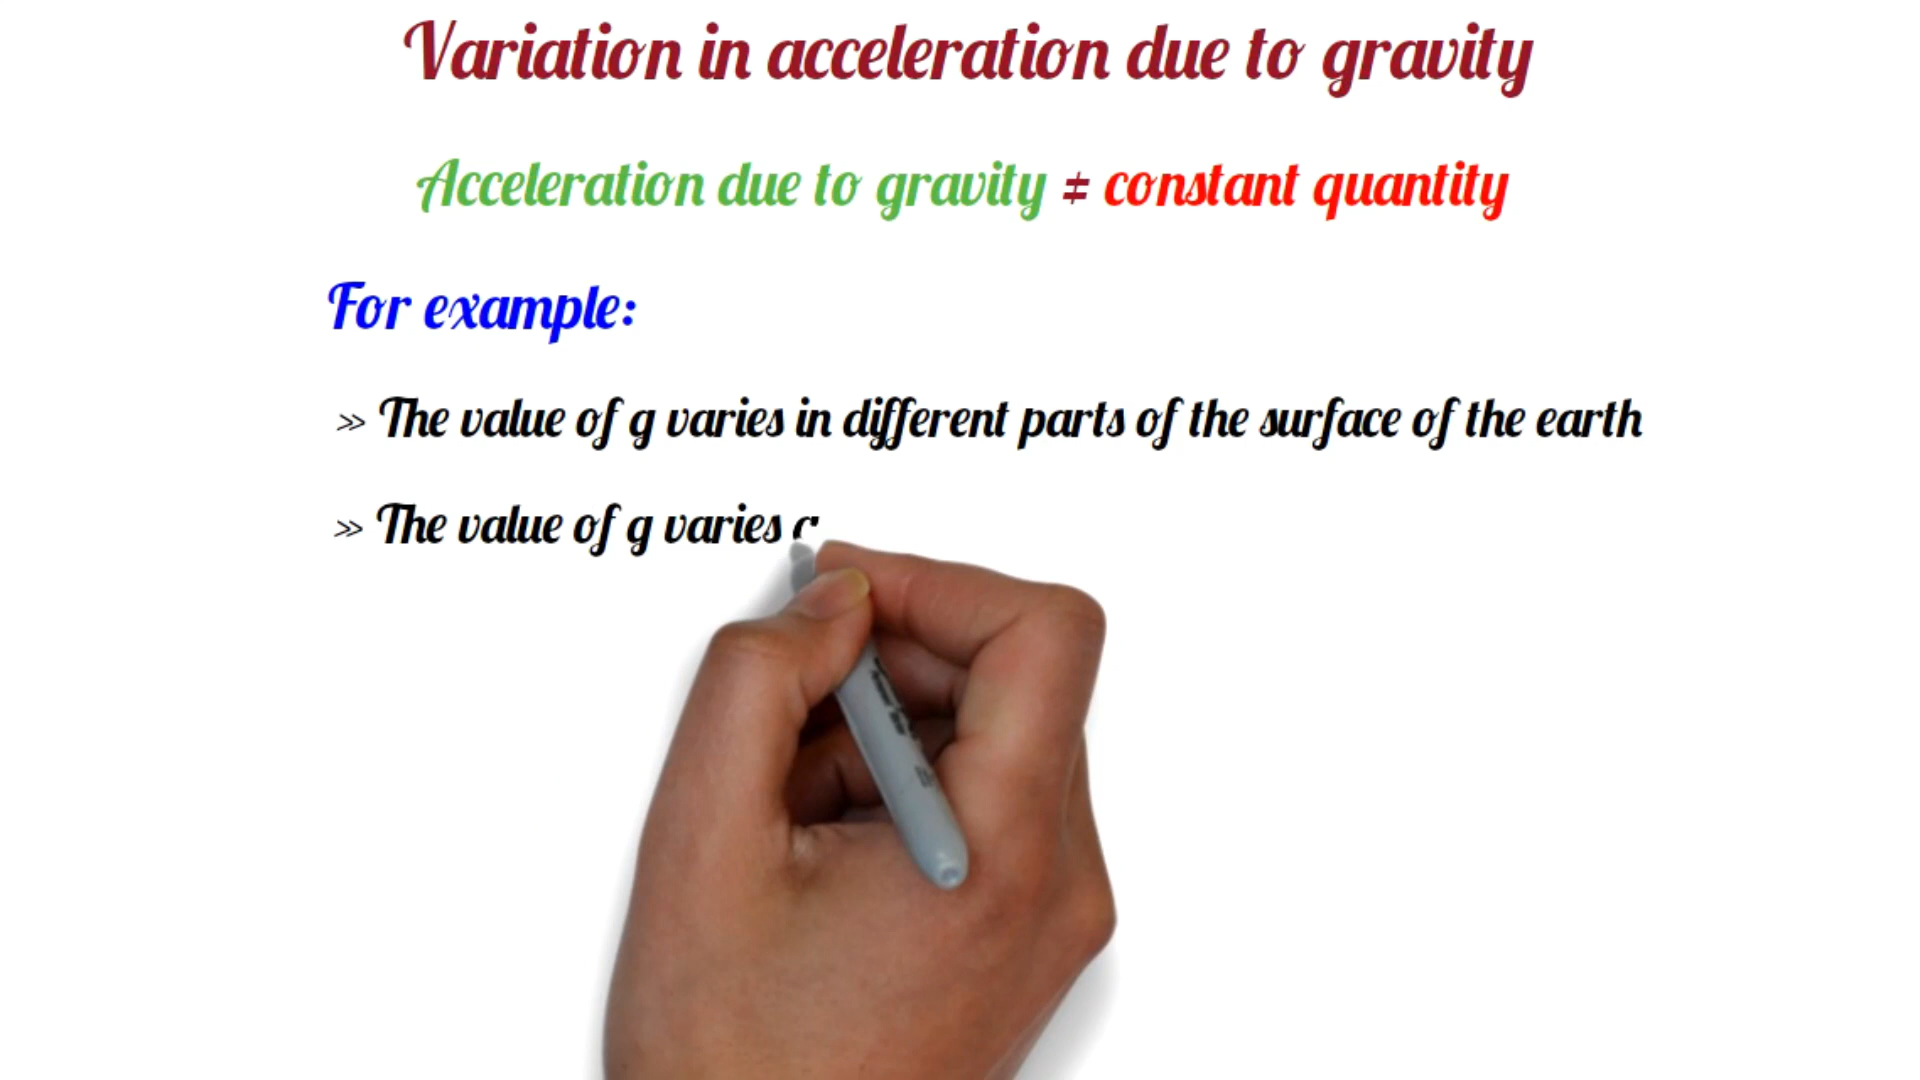 Variation in acceleration due to gravity
Acceleration due to gravity ≠ constant quantity
For example:
>> The value of g varies in different parts of the surface of the earth
>> The value of g varies